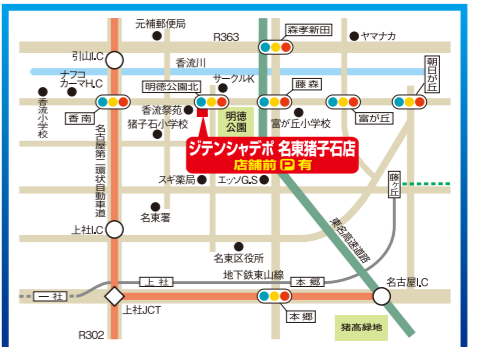 元補郵便局
R363
森孝新田
ヤマナカ
引山I.C
香流川
朝日が丘
ナフコ
カーマH.C
明徳公園北
サークルK
藤森
香流小学校
香南
香流祭苑
猪子石小学校
明徳
公園
富が丘小学校
富が丘
名古屋第二環状自動車道
ジテンシャデポ 名東猪子石店
店舗前 P 有
スギ薬局
エッソG.S
藤ヶ丘
名東署
上社I.C
東名高速道路
名東区役所
地下鉄東山線
上社
本郷
名古屋I.C
一社
上社JCT
本郷
猪高緑地
R302